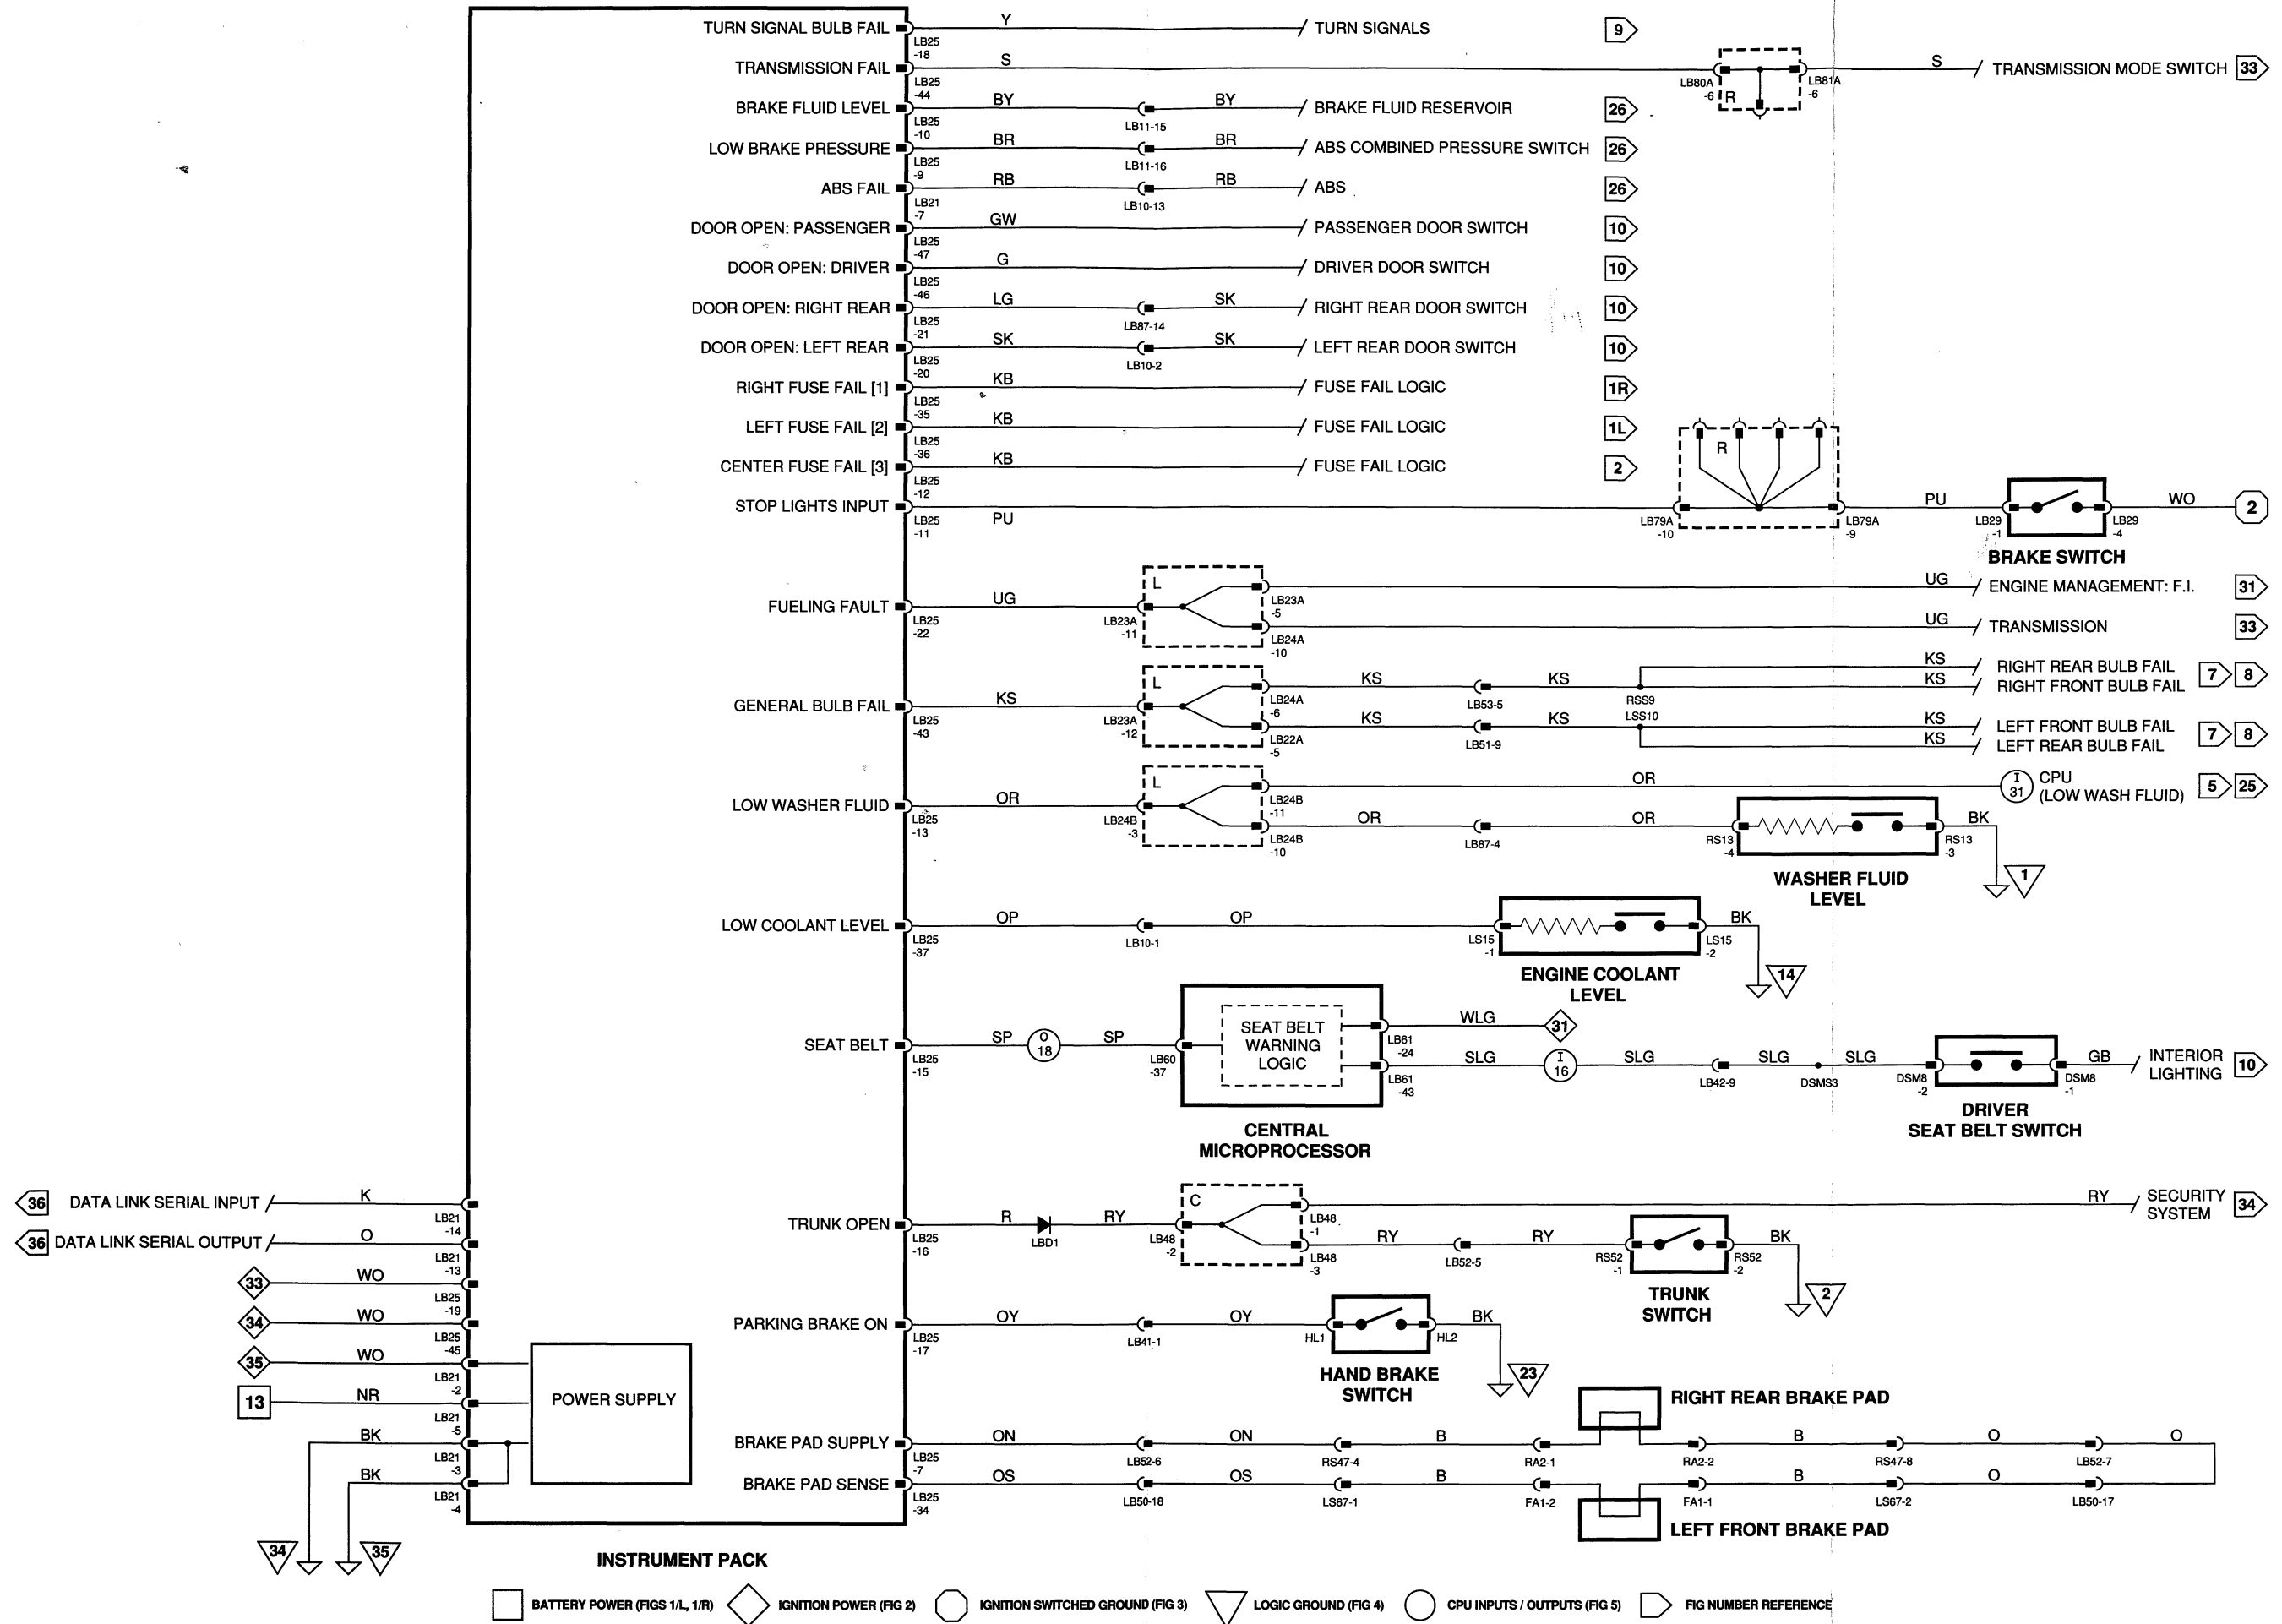 TURN SIGNAL BULB FAIL LB25 -18 Y TURN SIGNALS 9
TRANSMISSION FAIL LB25 -44 S LB80A -6 R LB81A -6 S TRANSMISSION MODE SWITCH 33
BRAKE FLUID LEVEL LB25 -10 BY LB11-15 BY BRAKE FLUID RESERVOIR 26
LOW BRAKE PRESSURE LB25 -9 BR LB11-16 BR ABS COMBINED PRESSURE SWITCH 26
ABS FAIL LB21 -7 RB LB10-13 RB ABS 26
DOOR OPEN: PASSENGER LB25 -47 GW PASSENGER DOOR SWITCH 10
DOOR OPEN: DRIVER LB25 -46 G DRIVER DOOR SWITCH 10
DOOR OPEN: RIGHT REAR LB25 -21 LG LB87-14 SK RIGHT REAR DOOR SWITCH 10
DOOR OPEN: LEFT REAR LB25 -20 SK LB10-2 SK LEFT REAR DOOR SWITCH 10
RIGHT FUSE FAIL [1] LB25 -35 KB FUSE FAIL LOGIC 1R
LEFT FUSE FAIL [2] LB25 -36 KB FUSE FAIL LOGIC 1L
CENTER FUSE FAIL [3] LB25 -12 KB FUSE FAIL LOGIC 2
STOP LIGHTS INPUT LB25 -11 PU LB79A -10 R LB79A -9 PU LB29 -1 LB29 -4 WO 2
BRAKE SWITCH
FUELING FAULT LB25 -22 UG LB23A -11 L LB23A -5 UG ENGINE MANAGEMENT: F.I. 31
LB24A -10 UG TRANSMISSION 33
GENERAL BULB FAIL LB25 -43 KS LB23A -12 L LB24A -6 KS LB53-5 KS RSS9 KS RIGHT REAR BULB FAIL 7 8
KS RIGHT FRONT BULB FAIL
LB22A -5 KS LB51-9 KS LSS10 KS LEFT FRONT BULB FAIL 7 8
KS LEFT REAR BULB FAIL
LOW WASHER FLUID LB25 -13 OR LB24B -3 L LB24B -11 OR I 31 CPU (LOW WASH FLUID) 5 25
LB24B -10 OR LB87-4 OR RS13 -4 RS13 -3 BK 1
WASHER FLUID
LEVEL
LOW COOLANT LEVEL LB25 -37 OP LB10-1 OP LS15 -1 LS15 -2 BK 14
ENGINE COOLANT
LEVEL
SEAT BELT LB25 -15 SP O 18 SP LB60 -37 SEAT BELT WARNING LOGIC LB61 -24 WLG 31
LB61 -43 SLG I 16 SLG LB42-9 SLG DSMS3 SLG DSM8 -2 DSM8 -1 GB INTERIOR LIGHTING 10
CENTRAL
MICROPROCESSOR
DRIVER
SEAT BELT SWITCH
36 DATA LINK SERIAL INPUT K LB21 -14
36 DATA LINK SERIAL OUTPUT O LB21 -13
33 WO LB25 -19
34 WO LB25 -45
35 WO LB21 -2
13 NR LB21 -5
BK LB21 -3
BK LB21 -4
34 35
POWER SUPPLY
TRUNK OPEN LB25 -16 R LBD1 RY LB48 -2 C LB48 -1 RY SECURITY SYSTEM 34
LB48 -3 RY LB52-5 RY RS52 -1 RS52 -2 BK 2
TRUNK
SWITCH
PARKING BRAKE ON LB25 -17 OY LB41-1 OY HL1 HL2 BK 23
HAND BRAKE
SWITCH
RIGHT REAR BRAKE PAD
BRAKE PAD SUPPLY LB25 -7 ON LB52-6 ON RS47-4 B RA2-1 RA2-2 B RS47-8 O LB52-7 O
BRAKE PAD SENSE LB25 -34 OS LB50-18 OS LS67-1 B FA1-2 FA1-1 B LS67-2 O LB50-17
LEFT FRONT BRAKE PAD
INSTRUMENT PACK
BATTERY POWER (FIGS 1/L, 1/R) IGNITION POWER (FIG 2) IGNITION SWITCHED GROUND (FIG 3) LOGIC GROUND (FIG 4) CPU INPUTS / OUTPUTS (FIG 5) FIG NUMBER REFERENCE